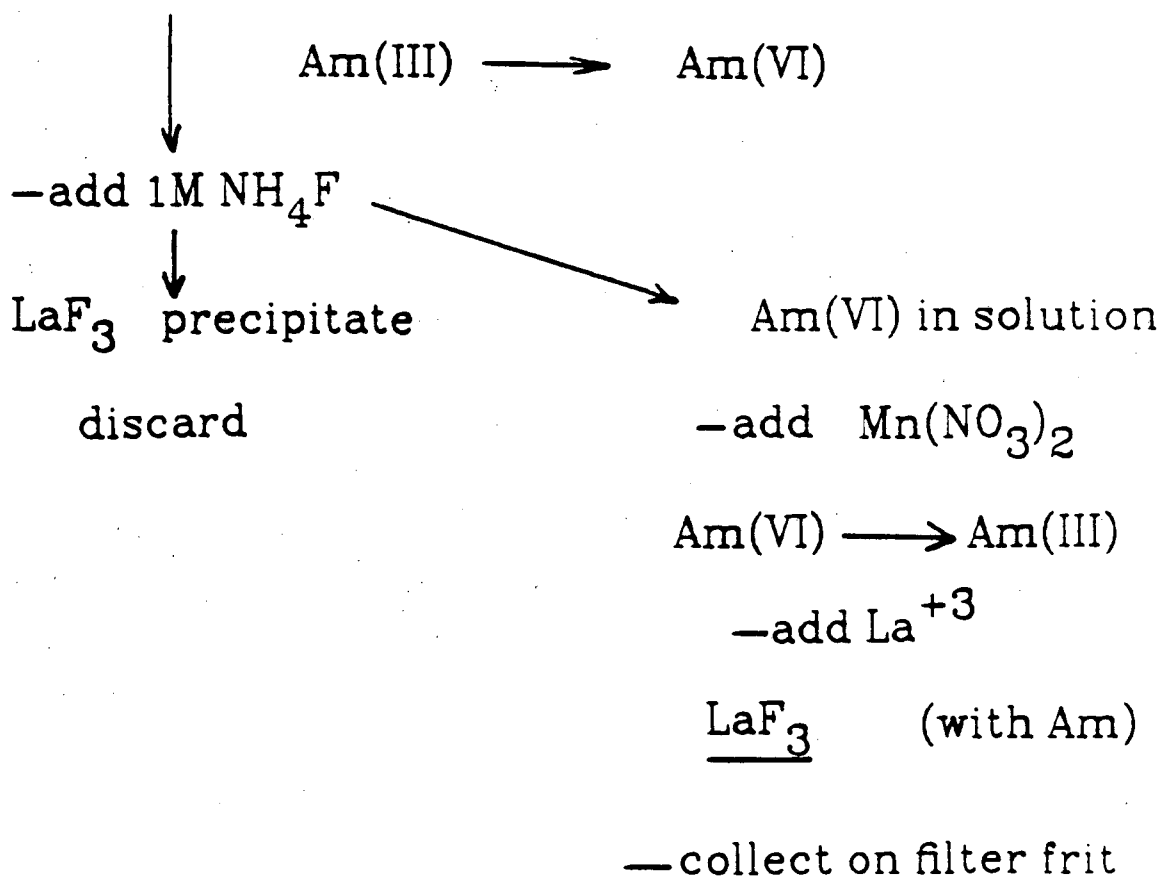 Am(III) ⟶ Am(VI)
—add 1M NH₄F
LaF₃ precipitate
Am(VI) in solution
discard
—add Mn(NO₃)₂
Am(VI) ⟶ Am(III)
—add La⁺³
LaF₃ (with Am)
—collect on filter frit